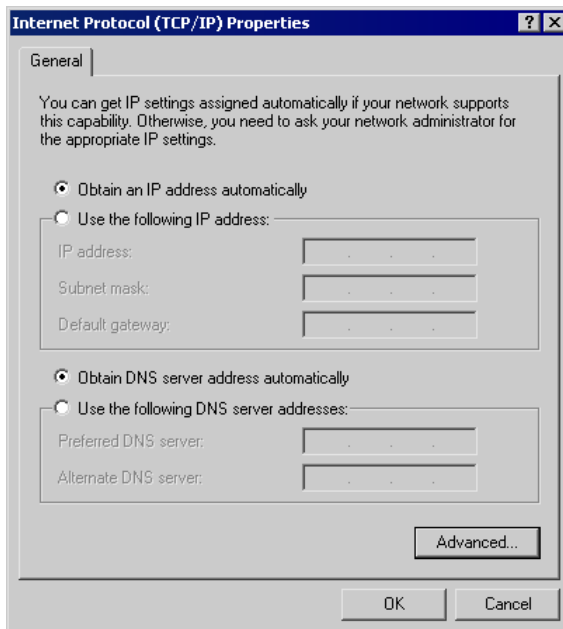 Internet Protocol (TCP/IP) Properties
General
You can get IP settings assigned automatically if your network supports
this capability. Otherwise, you need to ask your network administrator for
the appropriate IP settings.
Obtain an IP address automatically
Use the following IP address:
IP address:
Subnet mask:
Default gateway:
Obtain DNS server address automatically
Use the following DNS server addresses:
Preferred DNS server:
Alternate DNS server:
Advanced...
OK
Cancel